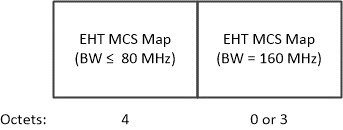 EHT MCS Map EHT MCS Map
(BW ≤ 80 MHz) (BW = 160 MHz)
Octets: 4 0 or 3